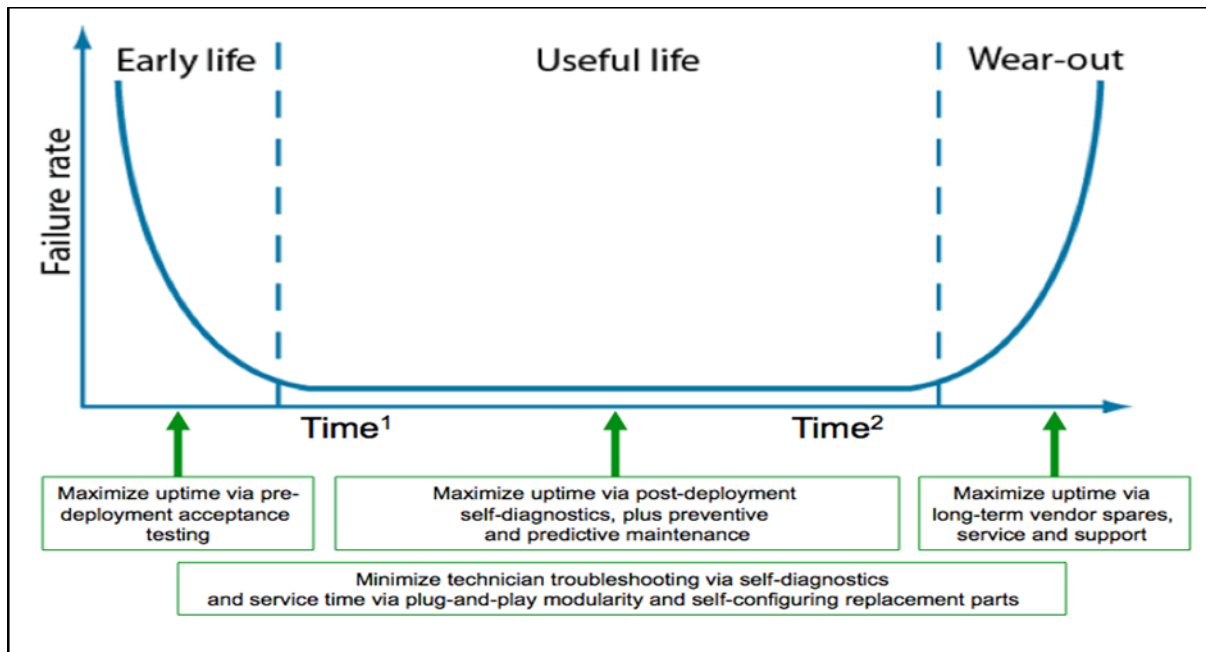 Early life
Useful life
Wear-out
Failure rate
Time¹
Time²
Maximize uptime via pre-
deployment acceptance
testing
Maximize uptime via post-deployment
self-diagnostics, plus preventive
and predictive maintenance
Maximize uptime via
long-term vendor spares,
service and support
Minimize technician troubleshooting via self-diagnostics
and service time via plug-and-play modularity and self-configuring replacement parts